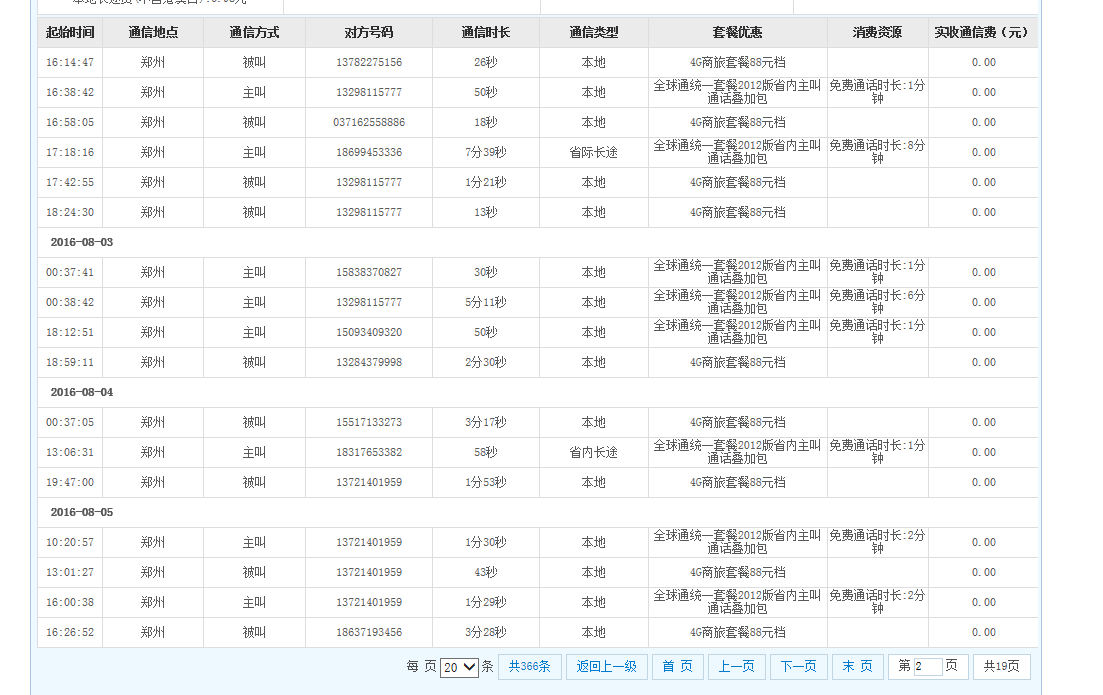 起始时间 通信地点 通信方式 对方号码 通信时长 通信类型 套餐优惠 消费资源 实收通信费（元）
16:14:47 郑州 被叫 13782275156 26秒 本地 4G商旅套餐88元档 0.00
16:38:42 郑州 主叫 13298115777 50秒 本地 全球通统一套餐2012版省内主叫通话叠加包 免费通话时长:1分钟 0.00
16:58:05 郑州 被叫 037162558886 18秒 本地 4G商旅套餐88元档 0.00
17:18:16 郑州 主叫 18699453336 7分39秒 省际长途 全球通统一套餐2012版省内主叫通话叠加包 免费通话时长:8分钟 0.00
17:42:55 郑州 被叫 13298115777 1分21秒 本地 4G商旅套餐88元档 0.00
18:24:30 郑州 被叫 13298115777 13秒 本地 4G商旅套餐88元档 0.00
2016-08-03
00:37:41 郑州 主叫 15838370827 30秒 本地 全球通统一套餐2012版省内主叫通话叠加包 免费通话时长:1分钟 0.00
00:38:42 郑州 主叫 13298115777 5分11秒 本地 全球通统一套餐2012版省内主叫通话叠加包 免费通话时长:6分钟 0.00
18:12:51 郑州 主叫 15093409320 50秒 本地 全球通统一套餐2012版省内主叫通话叠加包 免费通话时长:1分钟 0.00
18:59:11 郑州 被叫 13284379998 2分30秒 本地 4G商旅套餐88元档 0.00
2016-08-04
00:37:05 郑州 被叫 15517133273 3分17秒 本地 4G商旅套餐88元档 0.00
13:06:31 郑州 主叫 18317653382 58秒 省内长途 全球通统一套餐2012版省内主叫通话叠加包 免费通话时长:1分钟 0.00
19:47:00 郑州 被叫 13721401959 1分53秒 本地 4G商旅套餐88元档 0.00
2016-08-05
10:20:57 郑州 主叫 13721401959 1分30秒 本地 全球通统一套餐2012版省内主叫通话叠加包 免费通话时长:2分钟 0.00
13:01:27 郑州 被叫 13721401959 43秒 本地 4G商旅套餐88元档 0.00
16:00:38 郑州 主叫 13721401959 1分29秒 本地 全球通统一套餐2012版省内主叫通话叠加包 免费通话时长:2分钟 0.00
16:26:52 郑州 被叫 18637193456 3分28秒 本地 4G商旅套餐88元档 0.00
每 页 20 条 共366条 返回上一级 首 页 上一页 下一页 末 页 第 2 页 共19页